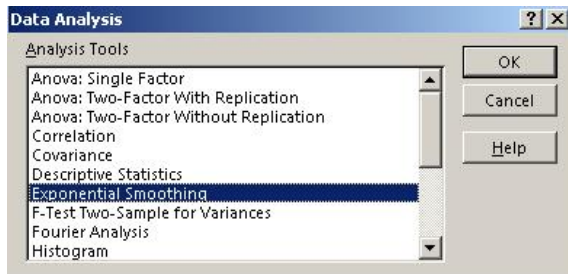 Data Analysis
Analysis Tools
Anova: Single Factor
Anova: Two-Factor With Replication
Anova: Two-Factor Without Replication
Correlation
Covariance
Descriptive Statistics
Exponential Smoothing
F-Test Two-Sample for Variances
Fourier Analysis
Histogram
OK
Cancel
Help